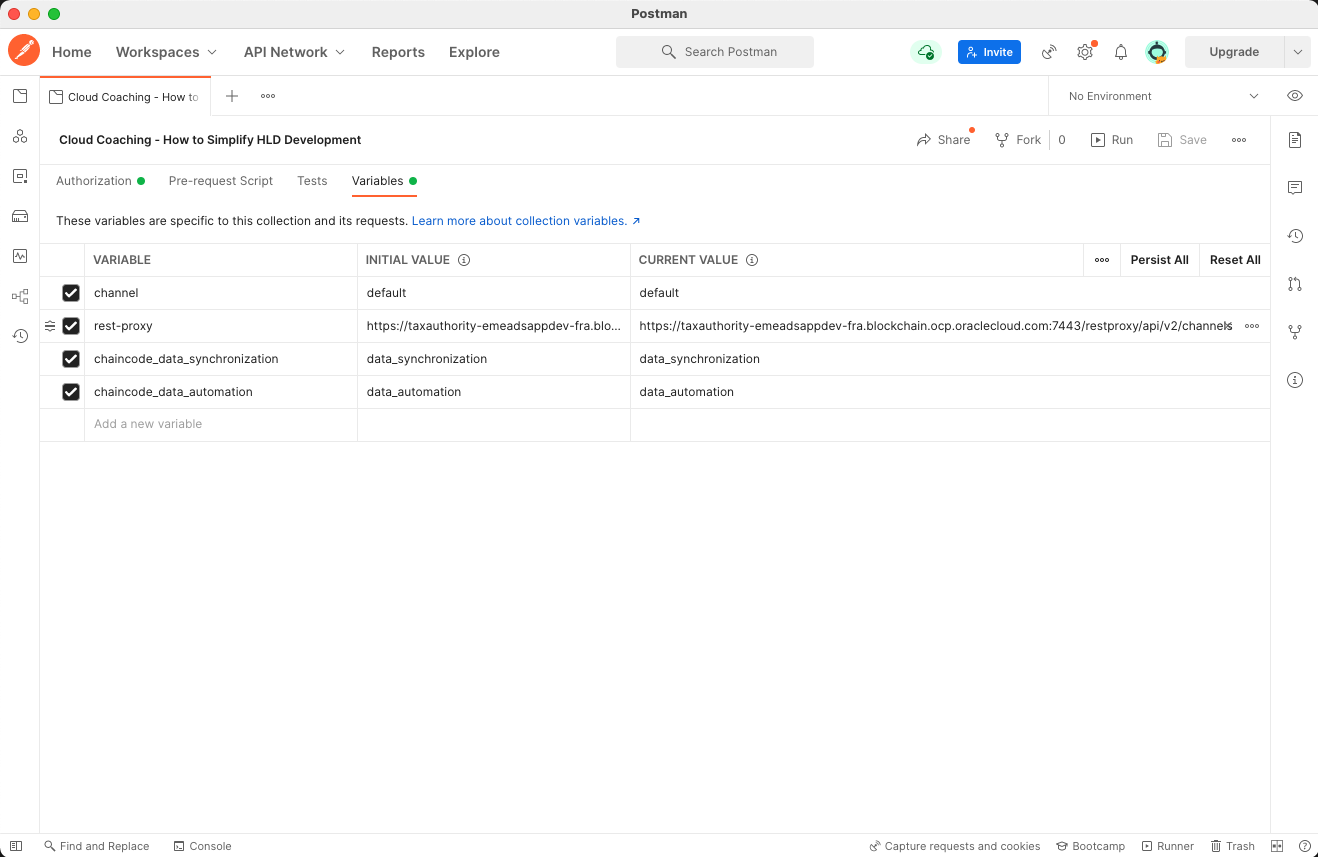 Postman
Home Workspaces API Network Reports Explore Search Postman Invite Upgrade
Cloud Coaching - How to No Environment
Cloud Coaching - How to Simplify HLD Development Share Fork 0 Run Save
Authorization Pre-request Script Tests Variables
These variables are specific to this collection and its requests. Learn more about collection variables. ↗
VARIABLE INITIAL VALUE CURRENT VALUE Persist All Reset All
channel default default
rest-proxy https://taxauthority-emeadsappdev-fra.blo... https://taxauthority-emeadsappdev-fra.blockchain.ocp.oraclecloud.com:7443/restproxy/api/v2/channels
chaincode_data_synchronization data_synchronization data_synchronization
chaincode_data_automation data_automation data_automation
Add a new variable
Find and Replace Console Capture requests and cookies Bootcamp Runner Trash